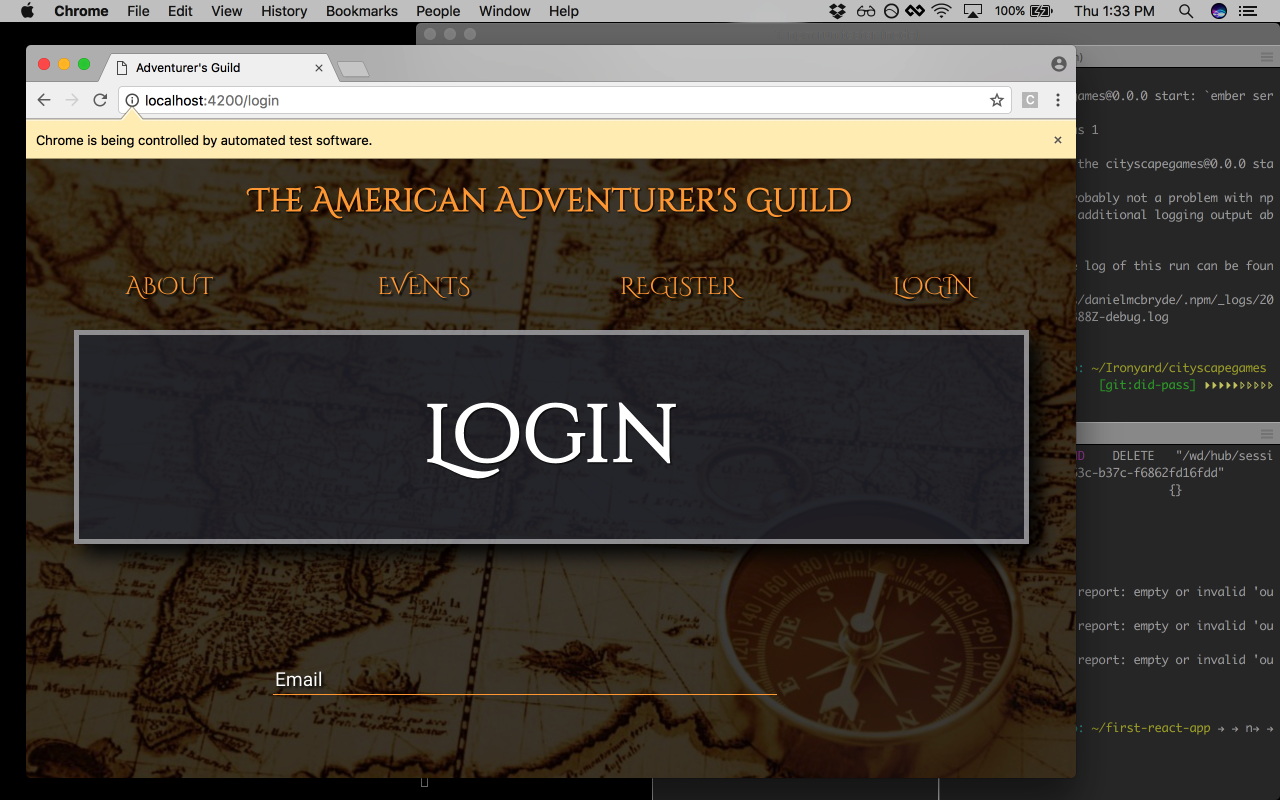 Chrome File Edit View History Bookmarks People Window Help 100% Thu 1:33 PM
Adventurer's Guild
localhost:4200/login
Chrome is being controlled by automated test software.
THE AMERICAN ADVENTURER'S GUILD
ABOUT EVENTS REGISTER LOGIN
LOGIN
Email
ames@0.0.0 start: `ember ser
s 1
the cityscapegames@0.0.0 sta
obably not a problem with np
additional logging output ab
log of this run can be foun
/danielmcbryde/.npm/_logs/20
88Z-debug.log
: ~/Ironyard/cityscapegames
[git:did-pass]
D DELETE "/wd/hub/sessi
3c-b37c-f6862fd16fdd"
{}
report: empty or invalid 'ou
report: empty or invalid 'ou
report: empty or invalid 'ou
: ~/first-react-app → → n→ →